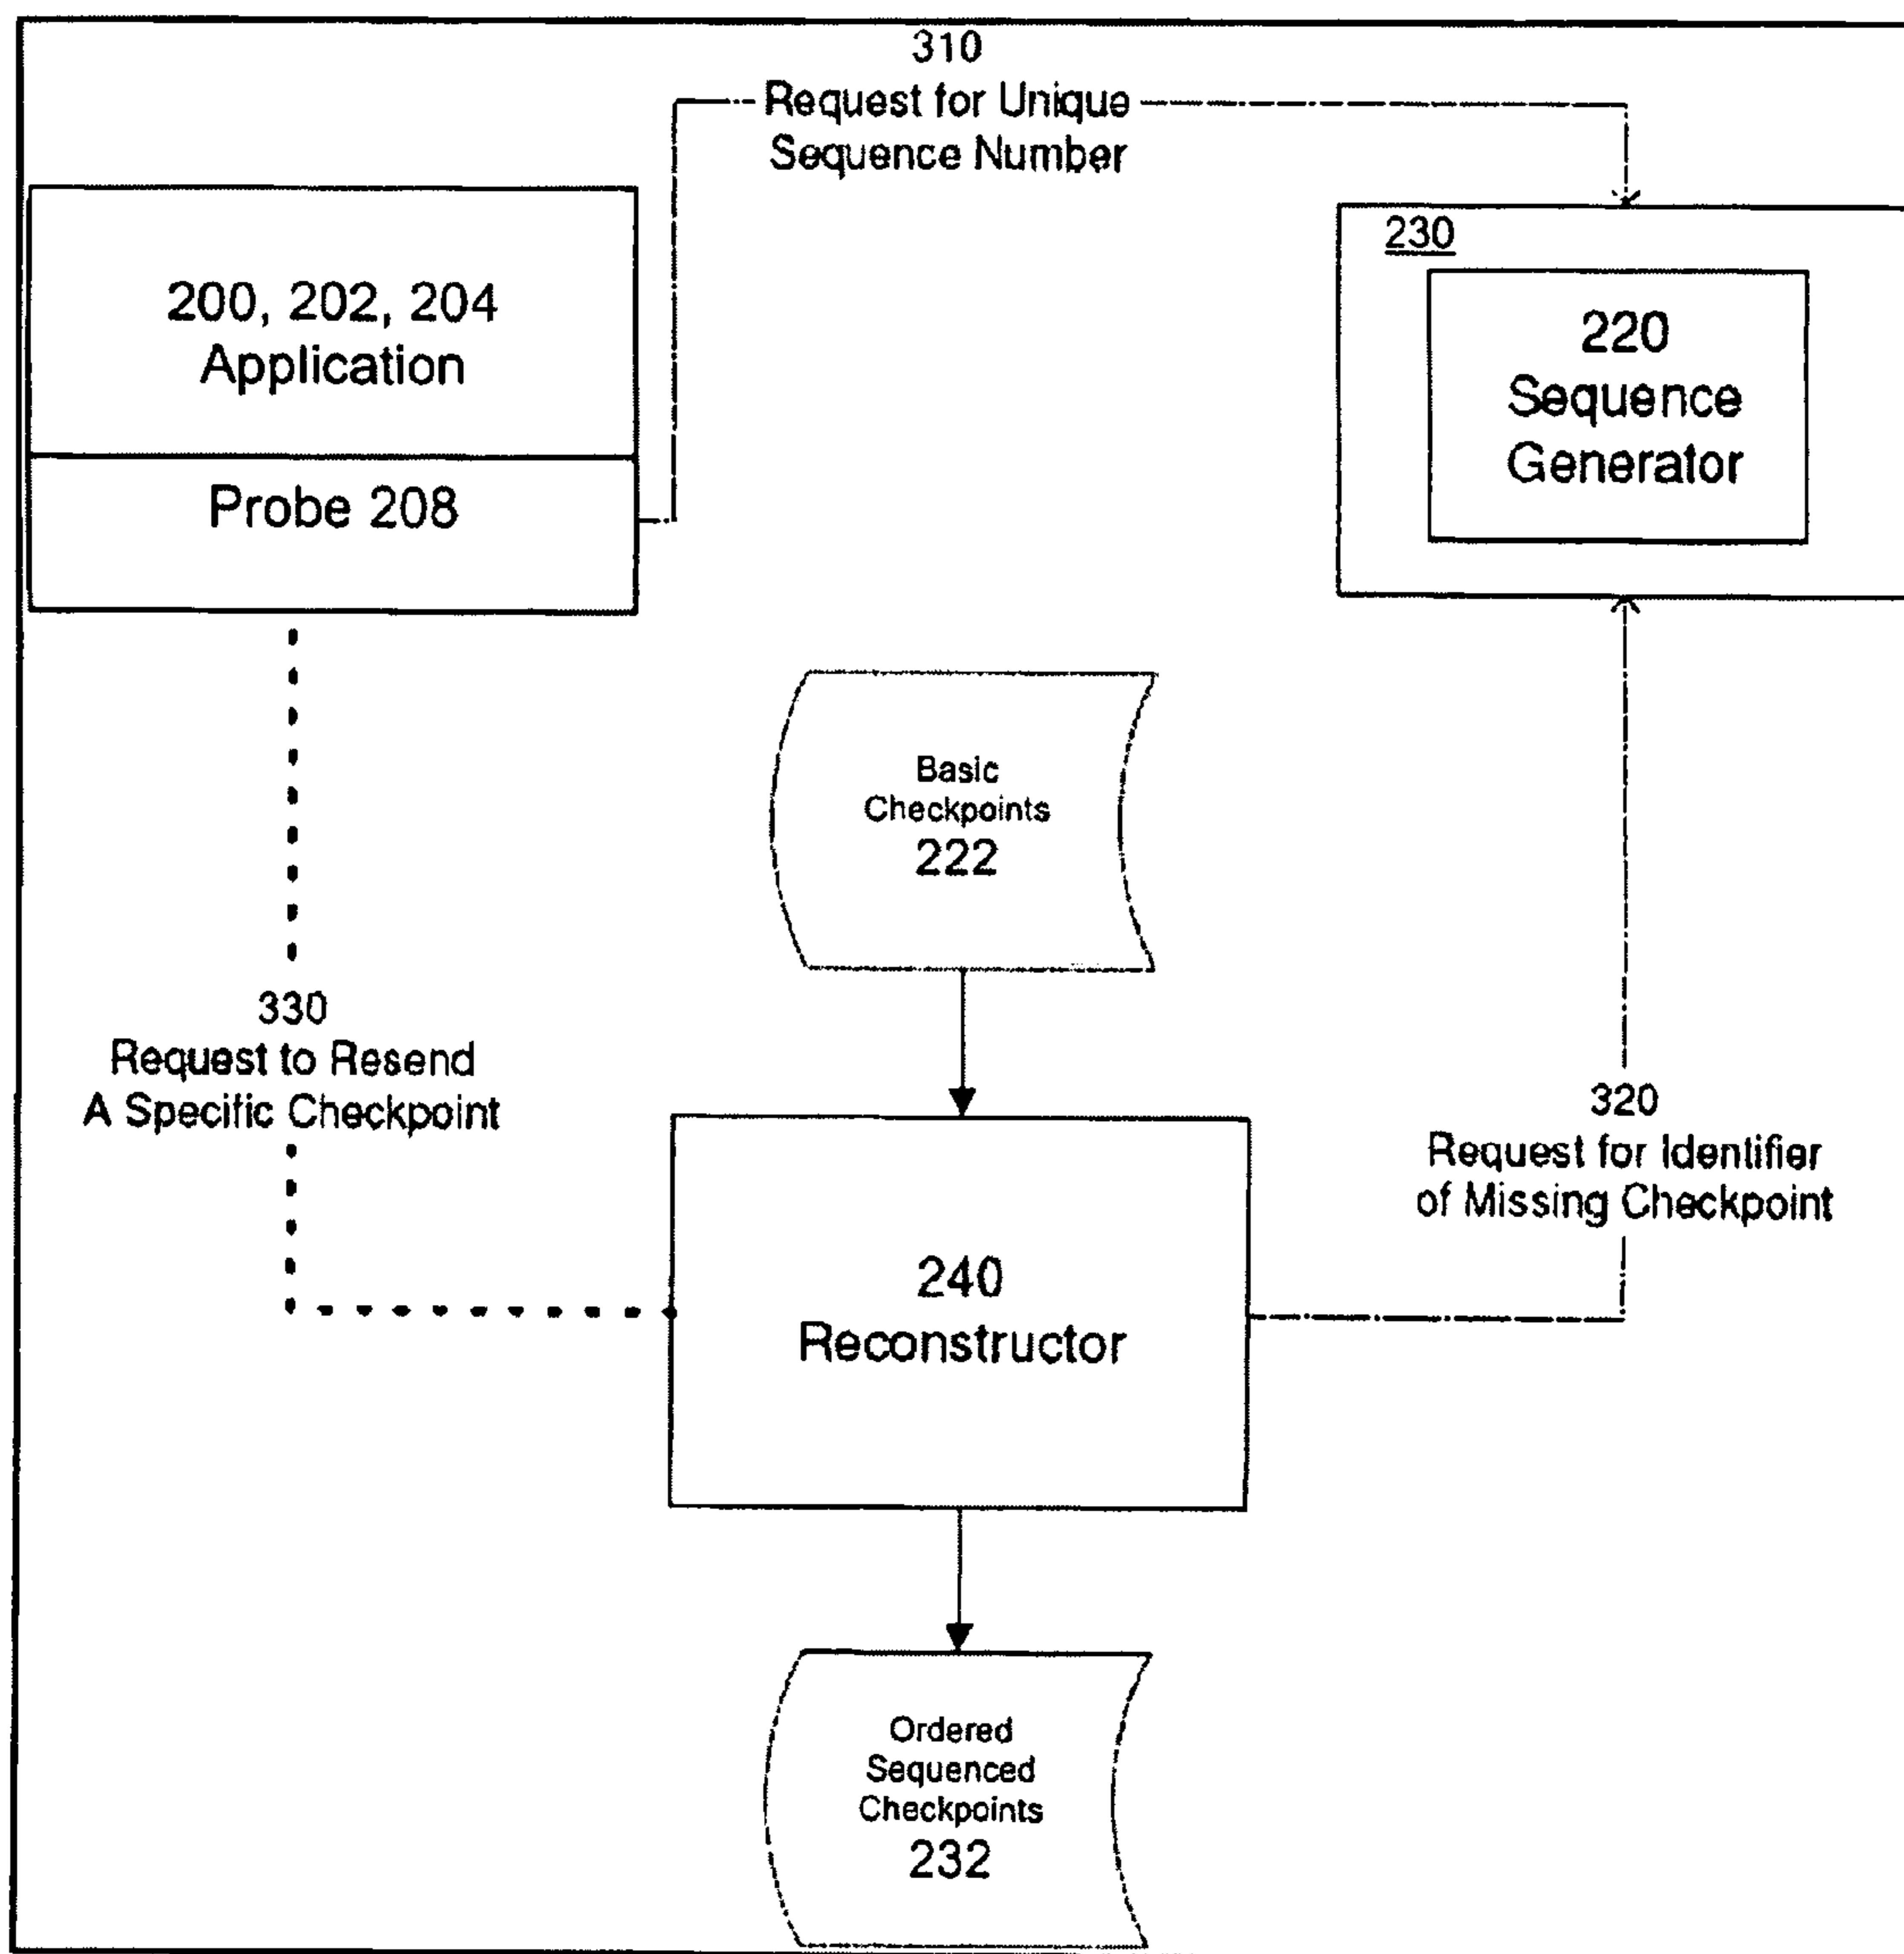 310
Request for Unique
Sequence Number
200, 202, 204
Application
Probe 208
230
220
Sequence
Generator
Basic
Checkpoints
222
330
Request to Resend
A Specific Checkpoint
320
Request for Identifier
of Missing Checkpoint
240
Reconstructor
Ordered
Sequenced
Checkpoints
232